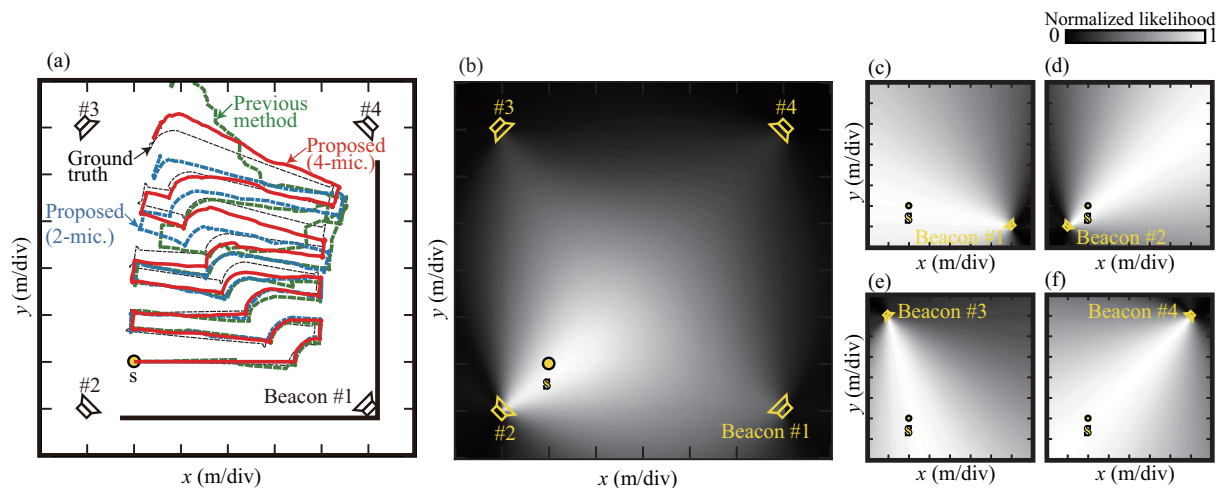 Normalized likelihood
0 1
(a)
(b)
(c)
(d)
#3
#4
Previous
method
Ground
truth
Proposed
(4-mic.)
Proposed
(2-mic.)
s
#2
Beacon #1
x (m/div)
y (m/div)
#3
#4
s
#2
Beacon #1
x (m/div)
y (m/div)
s
Beacon #1
x (m/div)
y (m/div)
s
Beacon #2
x (m/div)
(e)
(f)
Beacon #3
s
x (m/div)
y (m/div)
Beacon #4
s
x (m/div)